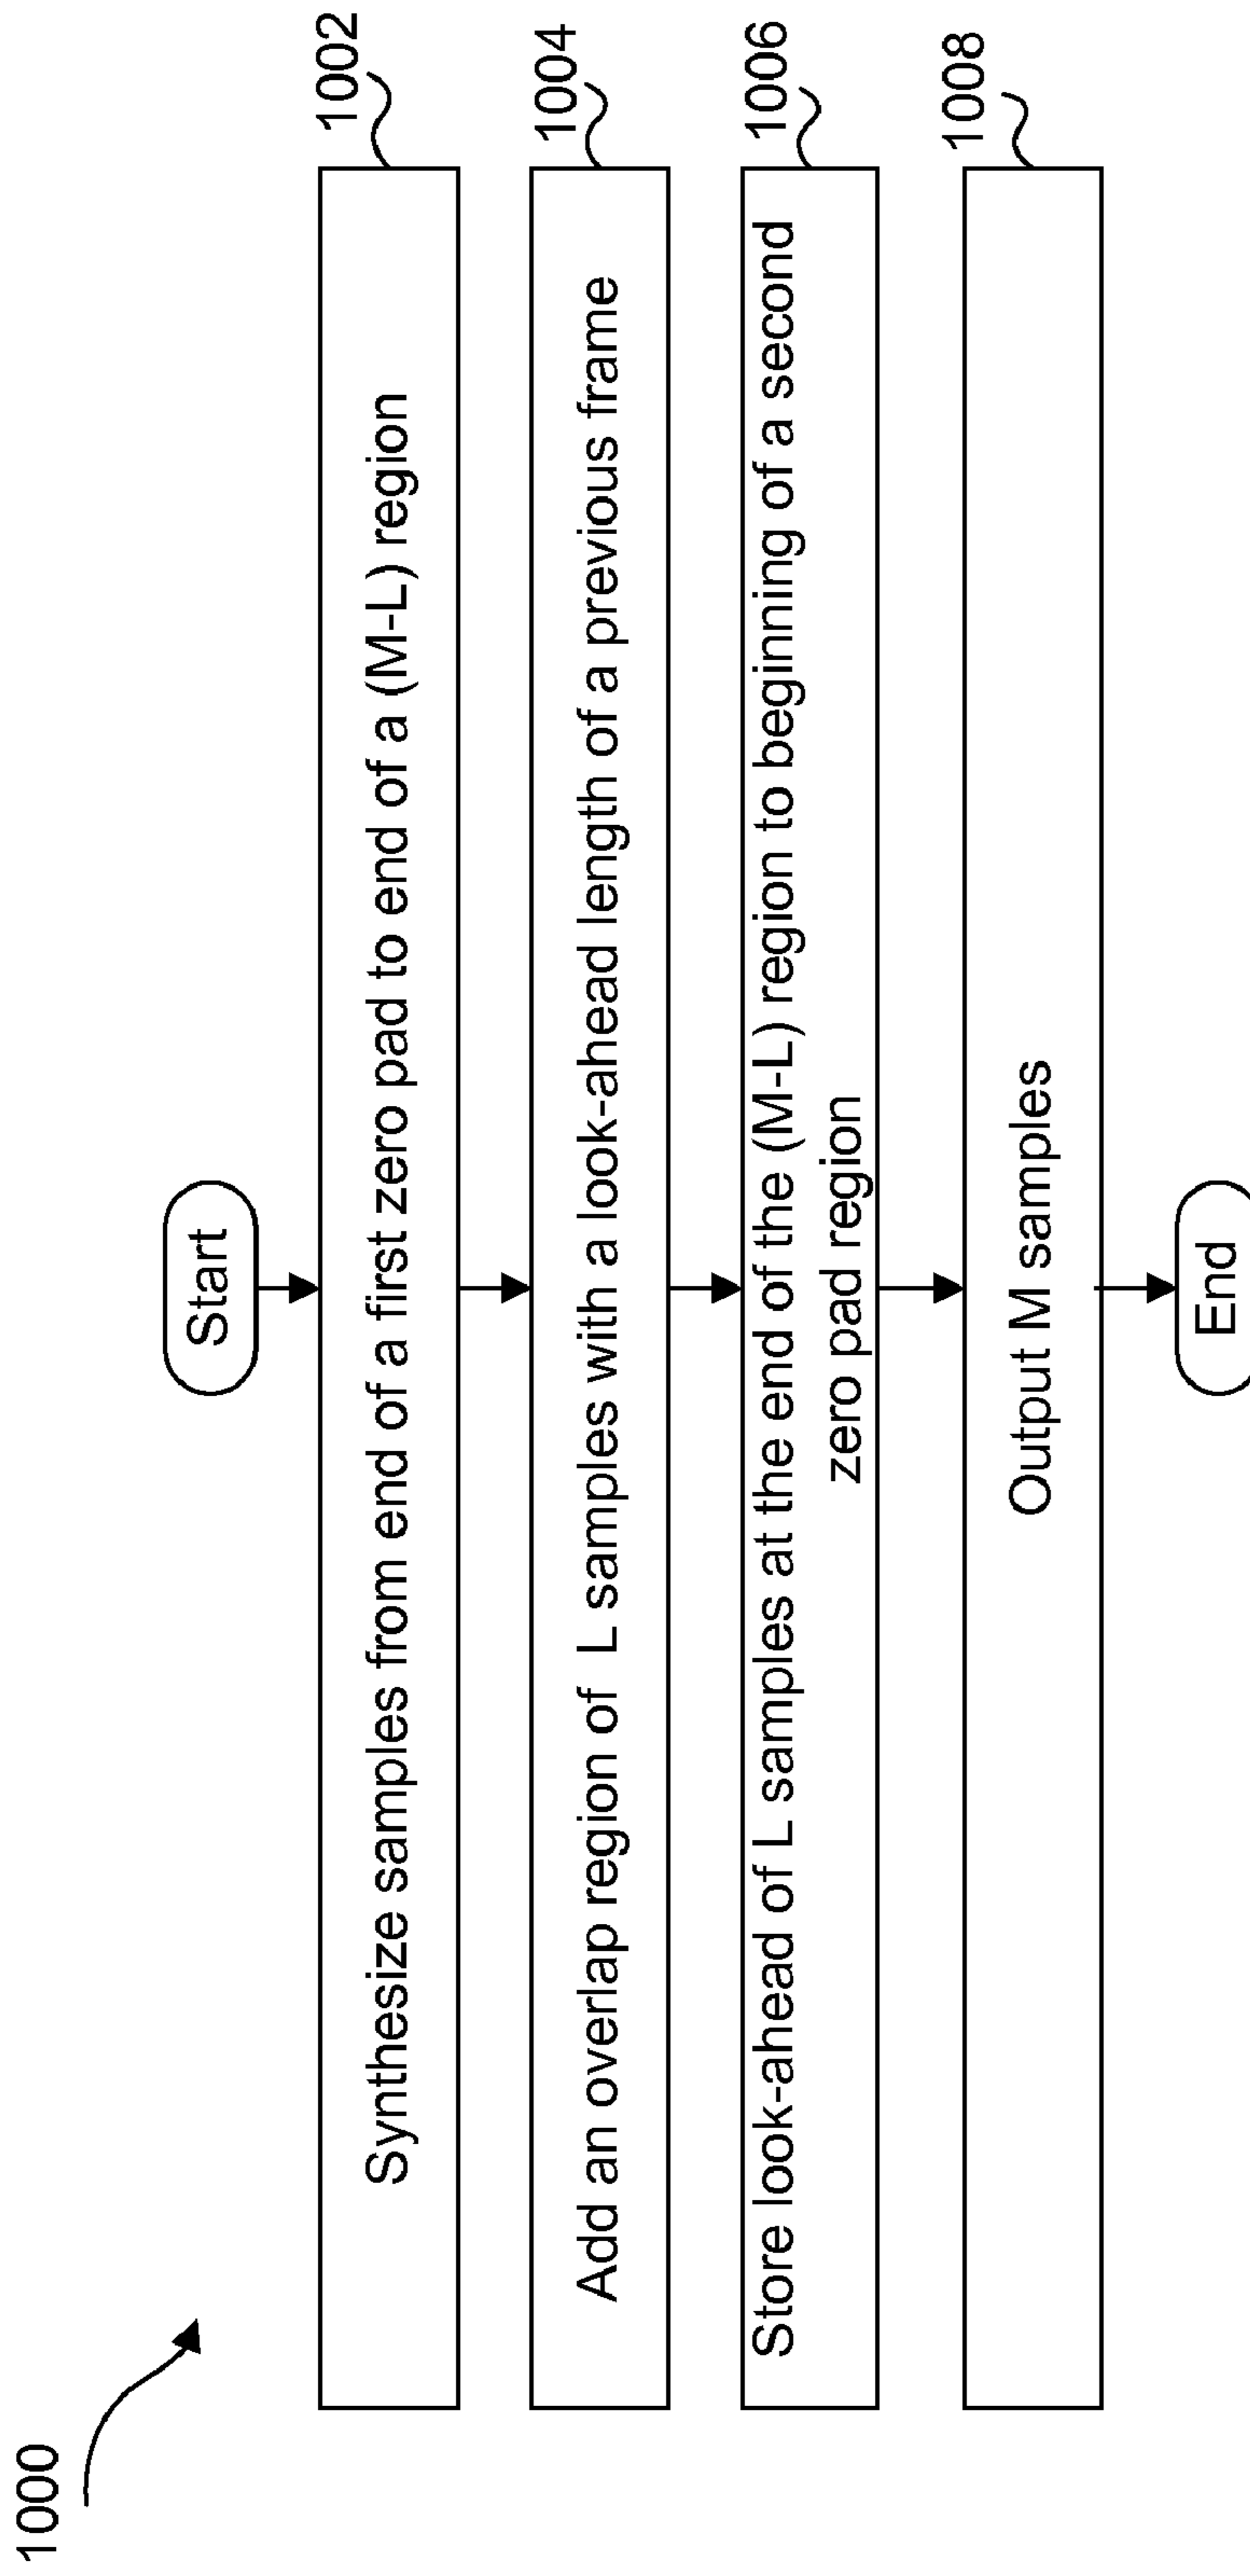 1000
Start
Synthesize samples from end of a first zero pad to end of a (M-L) region
1002
Add an overlap region of L samples with a look-ahead length of a previous frame
1004
Store look-ahead of L samples at the end of the (M-L) region to beginning of a second
zero pad region
1006
Output M samples
1008
End